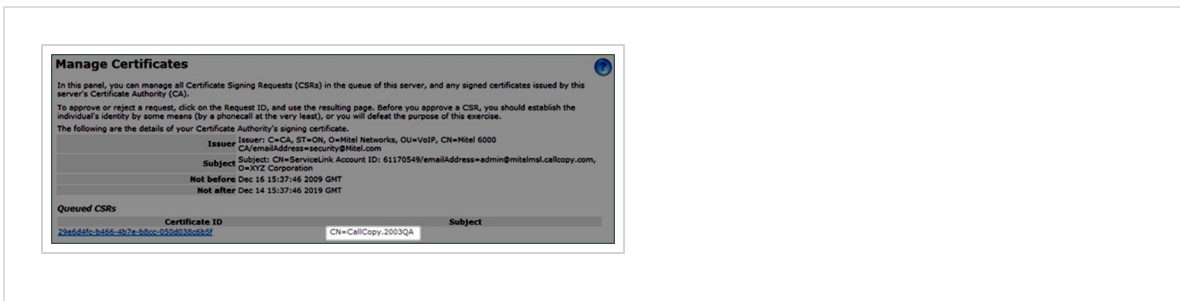 Manage Certificates
In this panel, you can manage all Certificate Signing Requests (CSRs) in the queue of this server, and any signed certificates issued by this
server's Certificate Authority (CA).
To approve or reject a request, click on the Request ID, and use the resulting page. Before you approve a CSR, you should establish the
individual's identity by some means (by a phonecall at the very least), or you will defeat the purpose of this exercise.
The following are the details of your Certificate Authority's signing certificate.
Issuer Issuer: C=CA, ST=ON, O=Mitel Networks, OU=VoIP, CN=Mitel 6000
CA/emailAddress=security@Mitel.com
Subject Subject: CN=ServiceLink Account ID: 61170549/emailAddress=admin@mitelmsl.callcopy.com,
O=XYZ Corporation
Not before Dec 16 15:37:46 2009 GMT
Not after Dec 14 15:37:46 2019 GMT
Queued CSRs
Certificate ID Subject
29e6d4fc-b466-4b7e-b8cc-050d038c6b5f CN=CallCopy.2003QA